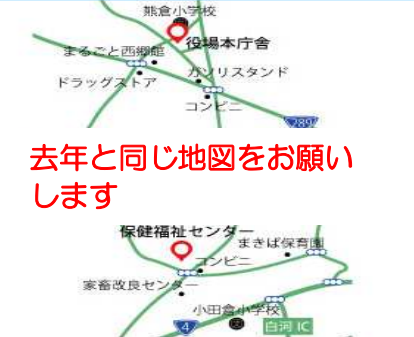 熊倉小学校
役場本庁舎
まるごと西郷館
ガソリスタンド
ドラッグストア
コンビニ
289
去年と同じ地図をお願い
します
保健福祉センター
まきば保育園
コンビニ
家畜改良センター
小田倉小学校
4
白河 IC